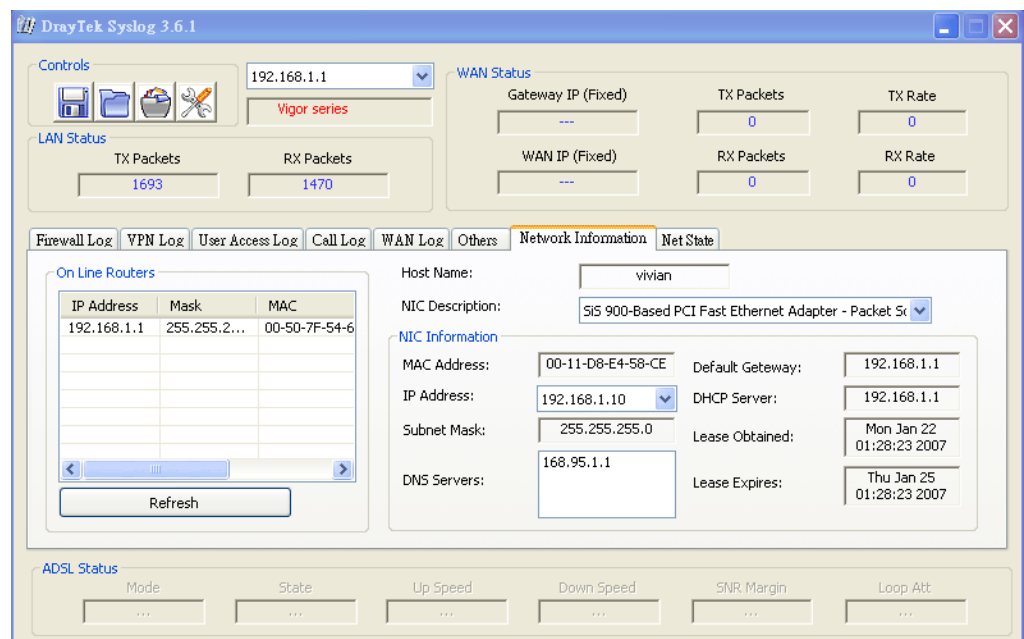 DrayTek Syslog 3.6.1
Controls
192.168.1.1
Vigor series
WAN Status
Gateway IP (Fixed)
TX Packets
TX Rate
---
0
0
WAN IP (Fixed)
RX Packets
RX Rate
---
0
0
LAN Status
TX Packets
RX Packets
1693
1470
Firewall Log
VPN Log
User Access Log
Call Log
WAN Log
Others
Network Information
Net State
On Line Routers
IP Address
Mask
MAC
192.168.1.1
255.255.2...
00-50-7F-54-6
Refresh
Host Name:
vivian
NIC Description:
SiS 900-Based PCI Fast Ethernet Adapter - Packet Sc
NIC Information
MAC Address:
00-11-D8-E4-58-CE
IP Address:
192.168.1.10
Subnet Mask:
255.255.255.0
DNS Servers:
168.95.1.1
Default Geteway:
192.168.1.1
DHCP Server:
192.168.1.1
Lease Obtained:
Mon Jan 22
01:28:23 2007
Lease Expires:
Thu Jan 25
01:28:23 2007
ADSL Status
Mode
State
Up Speed
Down Speed
SNR Margin
Loop Att
...
...
...
...
...
...